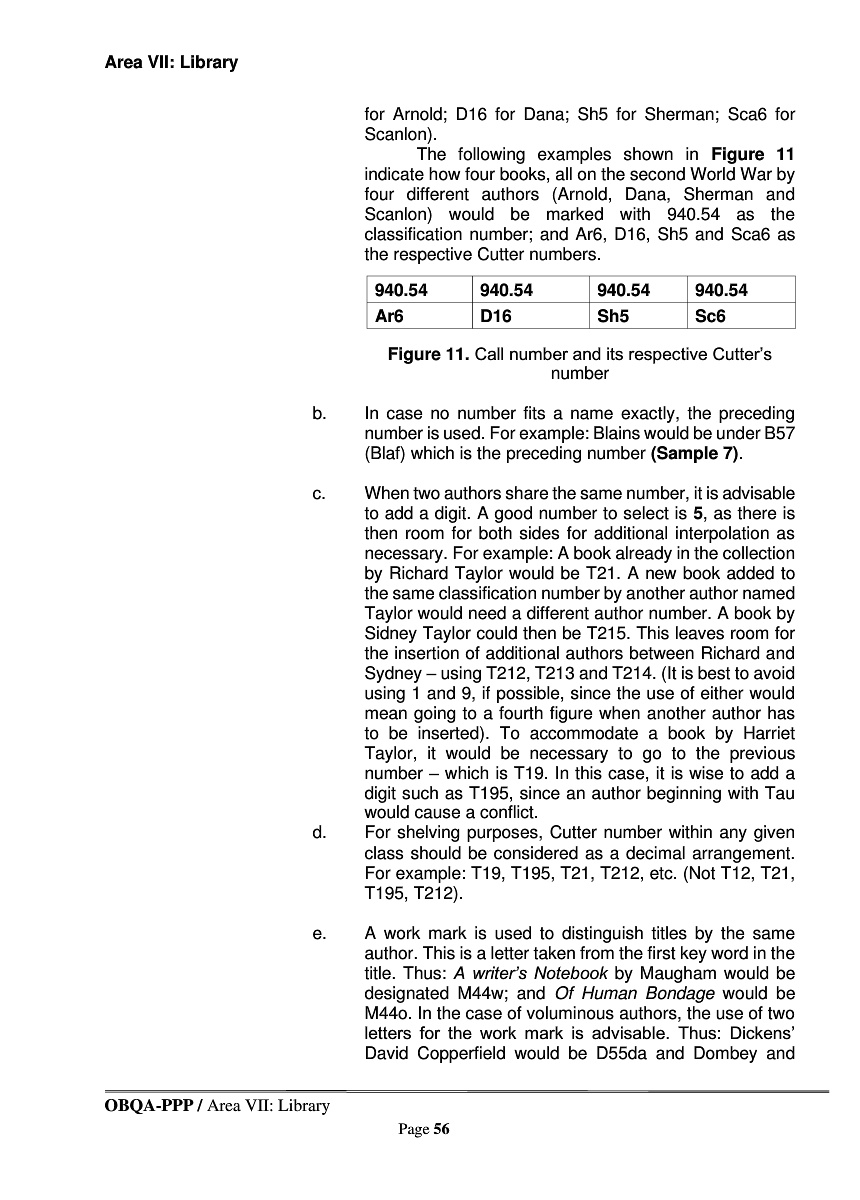 Area VII: Library
for Arnold; D16 for Dana; Sh5 for Sherman; Sca6 for
Scanlon).
The following examples shown in Figure 11
indicate how four books, all on the second World War by
four different authors (Arnold, Dana, Sherman and
Scanlon) would be marked with 940.54 as the
classification number; and Ar6, D16, Sh5 and Sca6 as
the respective Cutter numbers.
940.54 940.54 940.54 940.54
Ar6 D16 Sh5 Sc6
Figure 11. Call number and its respective Cutter's
number
b. In case no number fits a name exactly, the preceding
number is used. For example: Blains would be under B57
(Blaf) which is the preceding number (Sample 7).
c. When two authors share the same number, it is advisable
to add a digit. A good number to select is 5, as there is
then room for both sides for additional interpolation as
necessary. For example: A book already in the collection
by Richard Taylor would be T21. A new book added to
the same classification number by another author named
Taylor would need a different author number. A book by
Sidney Taylor could then be T215. This leaves room for
the insertion of additional authors between Richard and
Sydney – using T212, T213 and T214. (It is best to avoid
using 1 and 9, if possible, since the use of either would
mean going to a fourth figure when another author has
to be inserted). To accommodate a book by Harriet
Taylor, it would be necessary to go to the previous
number – which is T19. In this case, it is wise to add a
digit such as T195, since an author beginning with Tau
would cause a conflict.
d. For shelving purposes, Cutter number within any given
class should be considered as a decimal arrangement.
For example: T19, T195, T21, T212, etc. (Not T12, T21,
T195, T212).
e. A work mark is used to distinguish titles by the same
author. This is a letter taken from the first key word in the
title. Thus: A writer's Notebook by Maugham would be
designated M44w; and Of Human Bondage would be
M44o. In the case of voluminous authors, the use of two
letters for the work mark is advisable. Thus: Dickens'
David Copperfield would be D55da and Dombey and
OBQA-PPP / Area VII: Library
Page 56